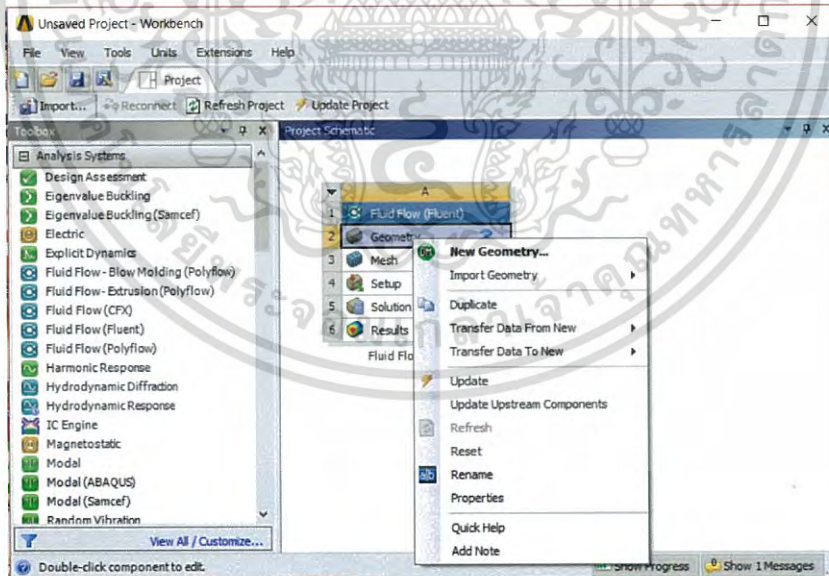 Unsaved Project - Workbench
File View Tools Units Extensions Help
Project
Import... Reconnect Refresh Project Update Project
Toolbox
Project Schematic
Analysis Systems
Design Assessment
Eigenvalue Buckling
Eigenvalue Buckling (Samcef)
Electric
Explicit Dynamics
Fluid Flow - Blow Molding (Polyflow)
Fluid Flow - Extrusion (Polyflow)
Fluid Flow (CFX)
Fluid Flow (Fluent)
Fluid Flow (Polyflow)
Harmonic Response
Hydrodynamic Diffraction
Hydrodynamic Response
IC Engine
Magnetostatic
Modal
Modal (ABAQUS)
Modal (Samcef)
Random Vibration
View All / Customize...
A
1 Fluid Flow (Fluent)
2 Geometry
3 Mesh
4 Setup
5 Solution
6 Results
Fluid Flo
New Geometry...
Import Geometry
Duplicate
Transfer Data From New
Transfer Data To New
Update
Update Upstream Components
Refresh
Reset
Rename
Properties
Quick Help
Add Note
Double-click component to edit.
Show Progress Show 1 Messages